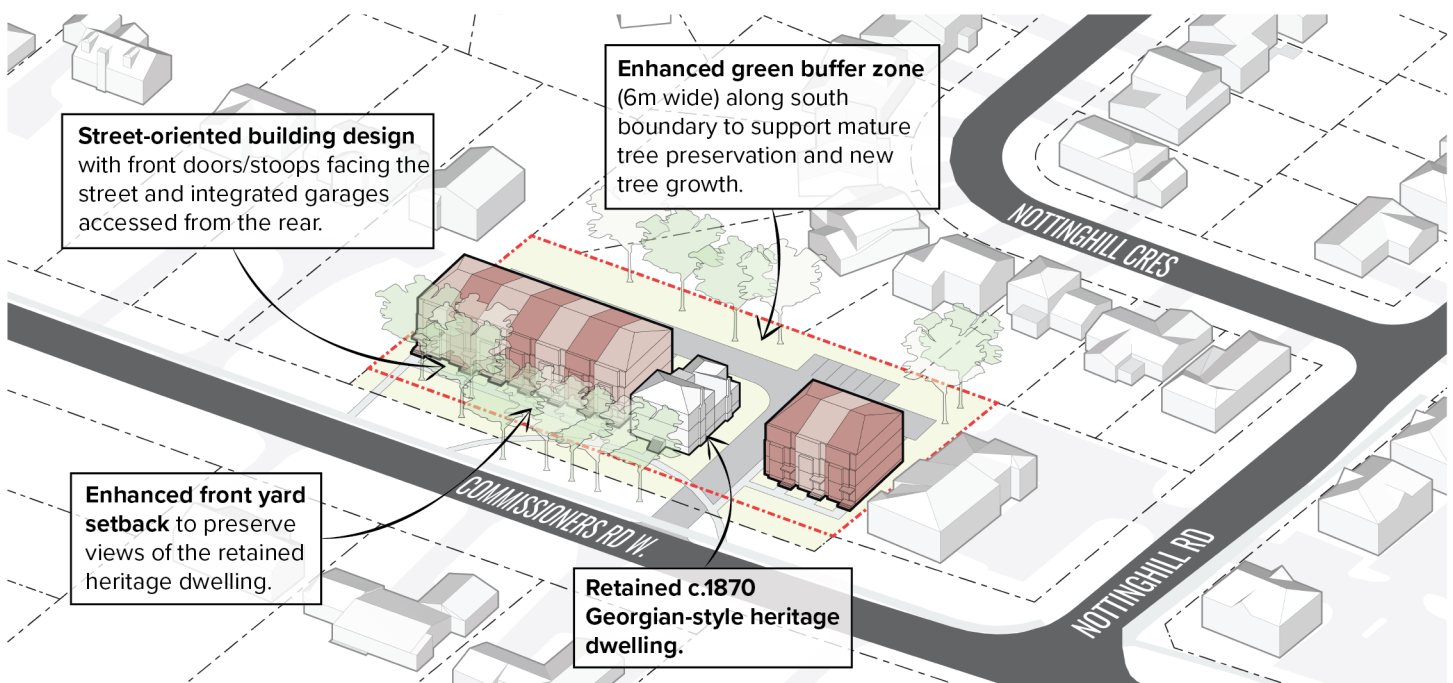 Enhanced green buffer zone
(6m wide) along south
boundary to support mature
tree preservation and new
tree growth.
Street-oriented building design
with front doors/stoops facing the
street and integrated garages
accessed from the rear.
NOTTINGHILL CRES
Enhanced front yard
setback to preserve
views of the retained
heritage dwelling.
COMMISSIONERS RD W.
NOTTINGHILL RD
Retained c.1870
Georgian-style heritage
dwelling.